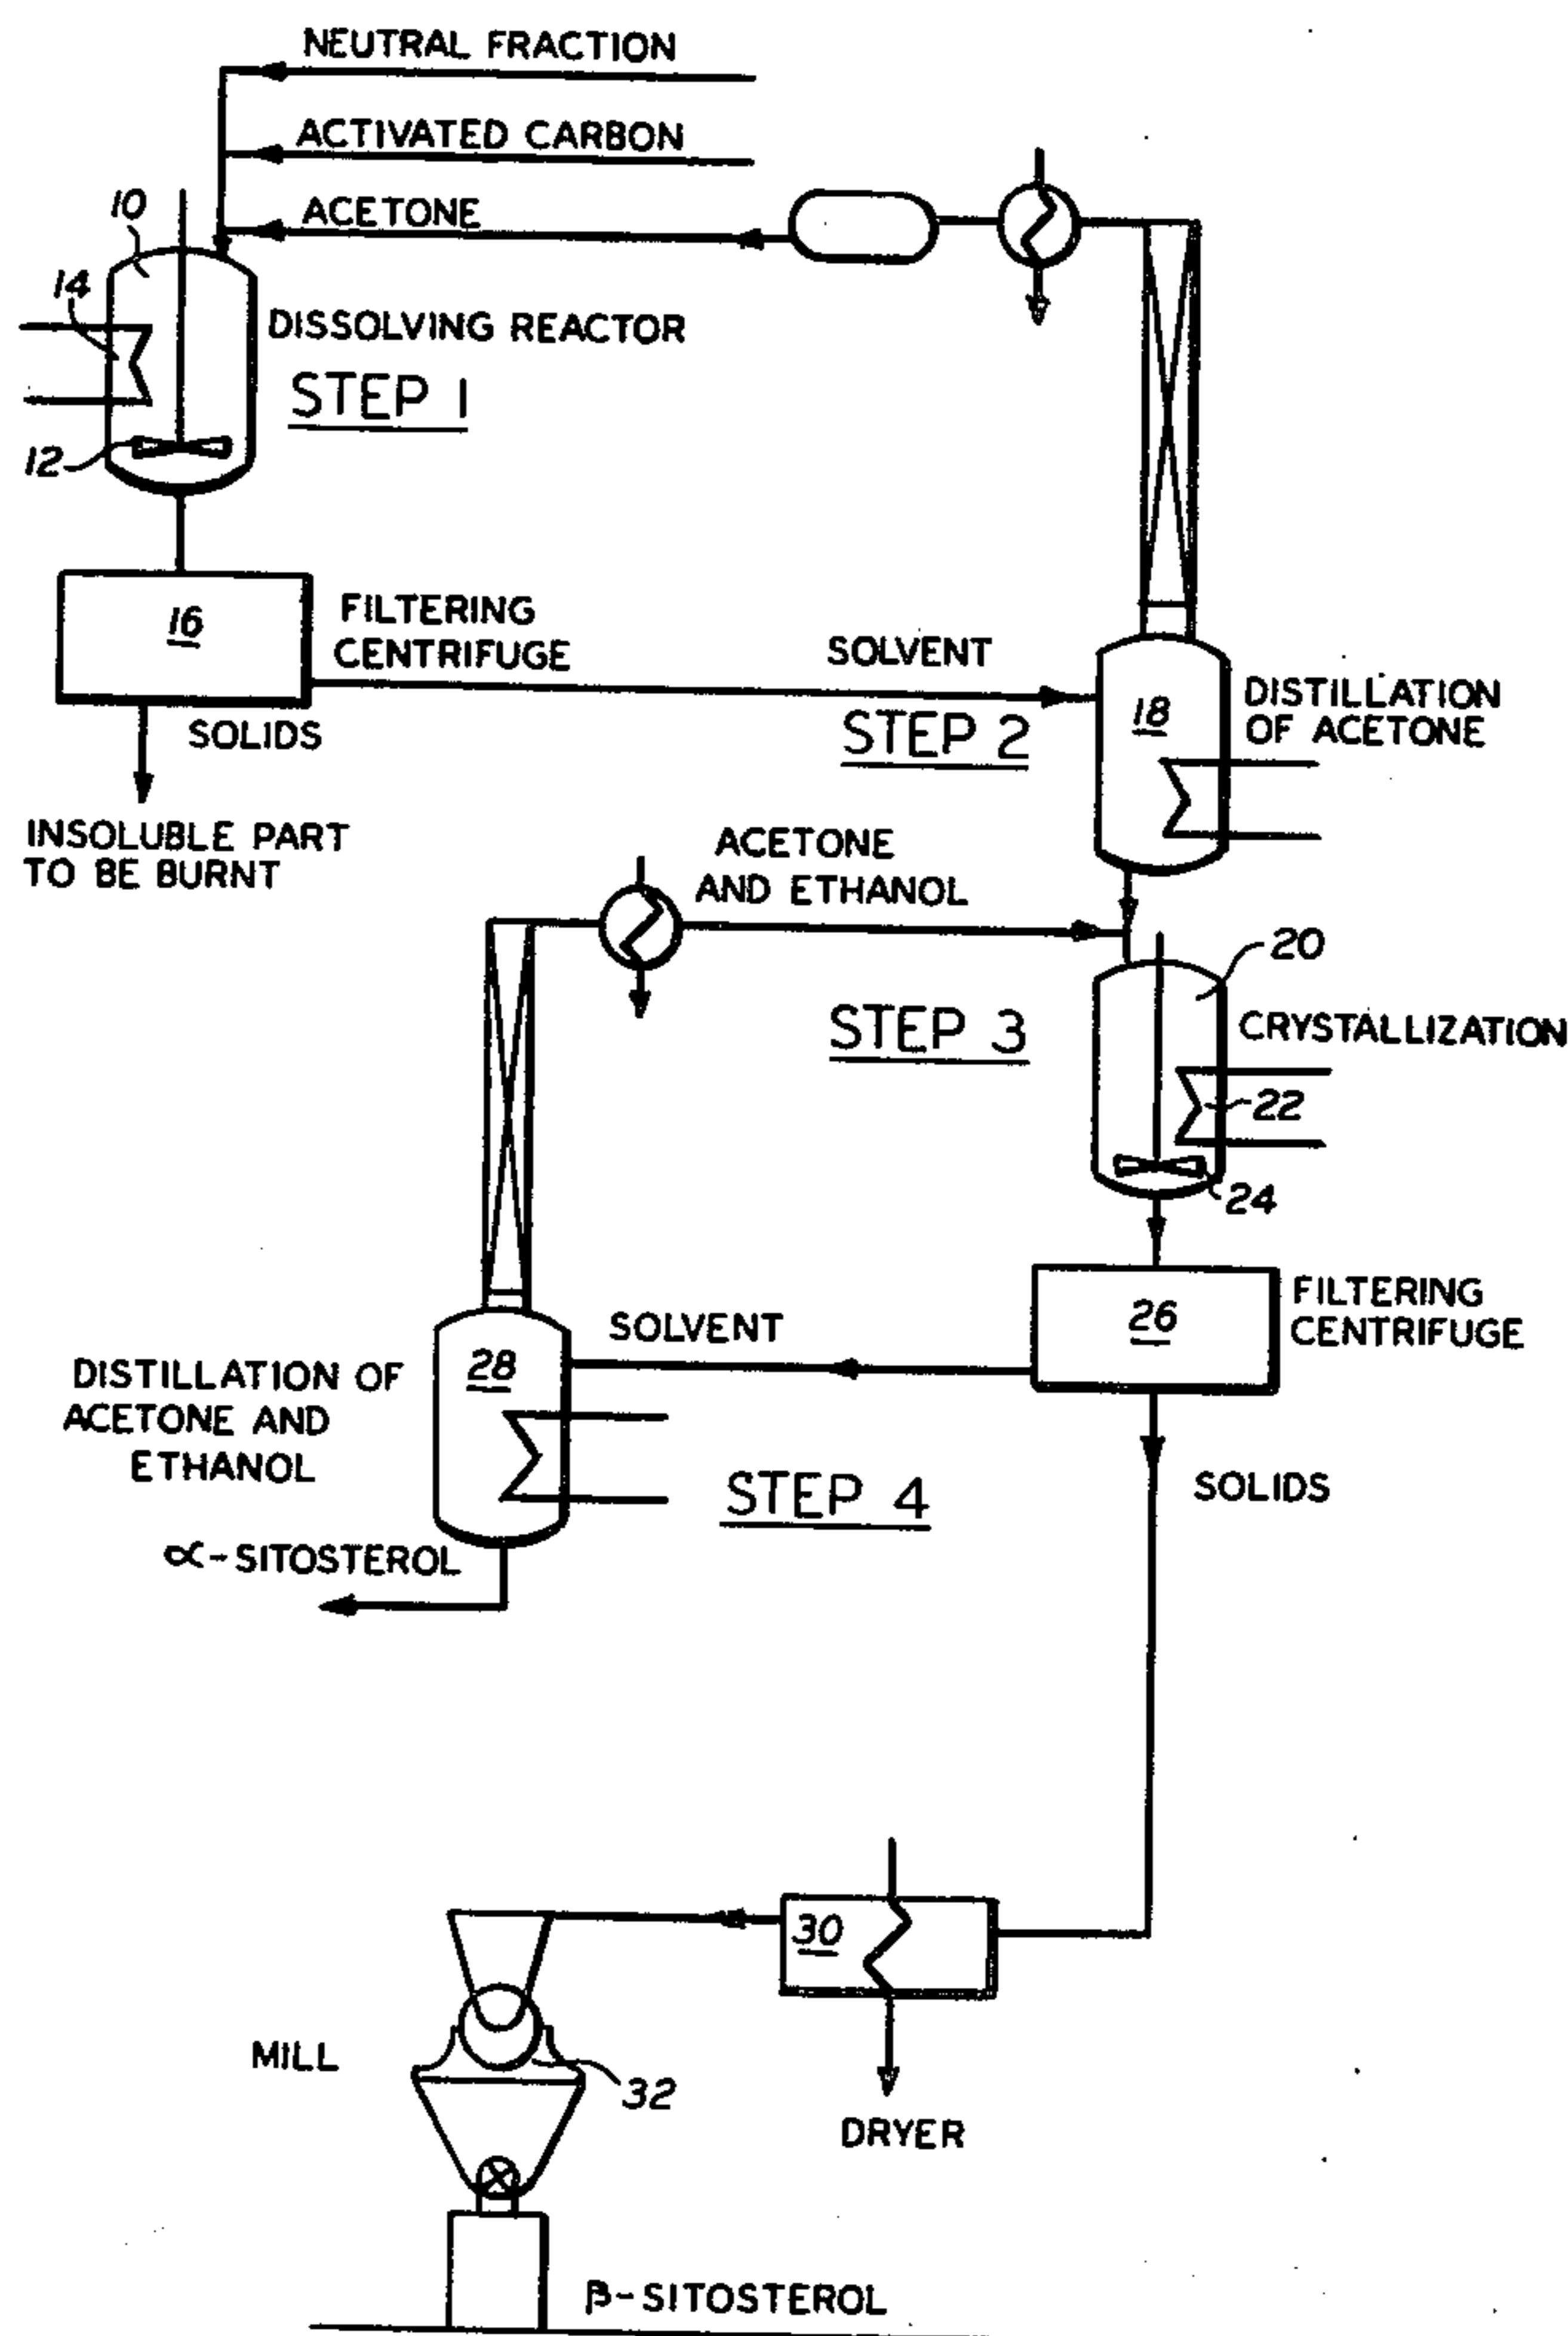 NEUTRAL FRACTION
ACTIVATED CARBON
ACETONE
10
14
DISSOLVING REACTOR
STEP 1
12
16
FILTERING
CENTRIFUGE
SOLVENT
SOLIDS
STEP 2
18
DISTILLATION
OF ACETONE
INSOLUBLE PART
TO BE BURNT
ACETONE
AND ETHANOL
20
STEP 3
CRYSTALLIZATION
22
24
26
FILTERING
CENTRIFUGE
SOLVENT
28
DISTILLATION OF
ACETONE AND
ETHANOL
STEP 4
SOLIDS
α-SITOSTEROL
30
MILL
32
DRYER
β-SITOSTEROL